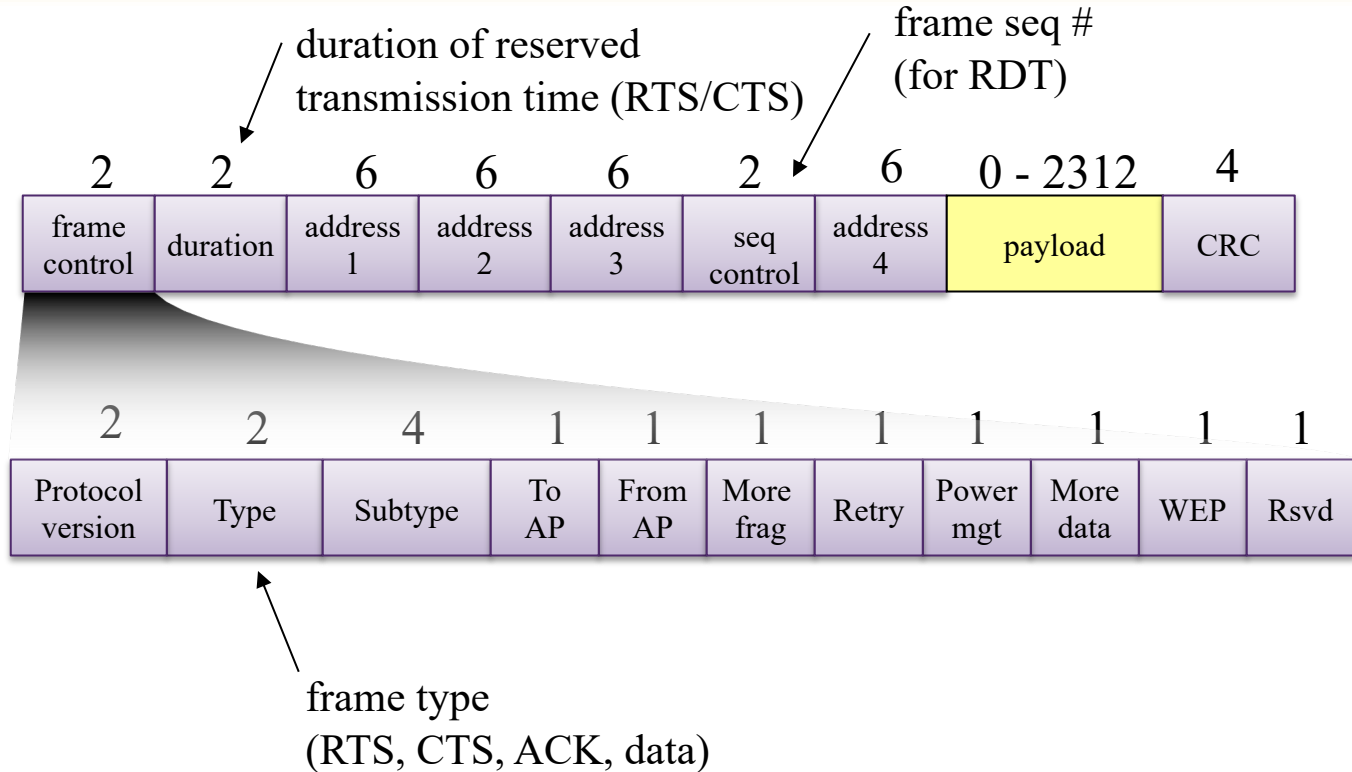 duration of reserved
transmission time (RTS/CTS)
frame seq #
(for RDT)
2 2 6 6 6 2 6 0 - 2312 4
frame
control
duration
address
1
address
2
address
3
seq
control
address
4
payload
CRC
2 2 4 1 1 1 1 1 1 1 1
Protocol
version
Type
Subtype
To
AP
From
AP
More
frag
Retry
Power
mgt
More
data
WEP
Rsvd
frame type
(RTS, CTS, ACK, data)